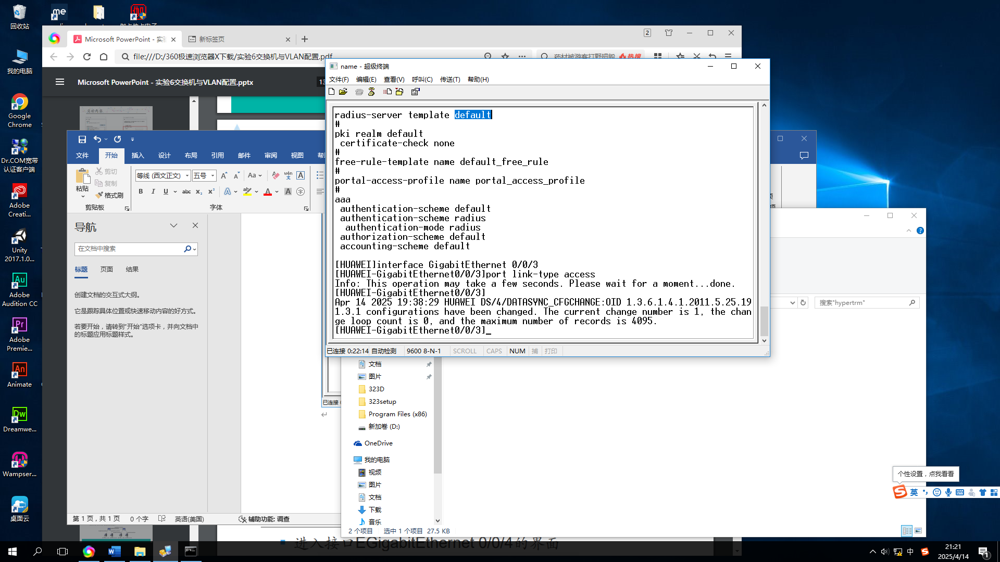 回收站
我的电脑
Google
Chrome
Dr.COM宽带
认证客户端
Adobe
Creati...
Unity
2017.1.0...
Adobe
Audition CC
Adobe
Premie...
Animate
Dreamwe...
Wampser...
桌面云
Microsoft PowerPoint - 实
新标签页
2
file:///D:/360极速浏览器X下载/实验6交换机与VLAN配置.pdf
药材被游客打野损毁
热搜
Microsoft PowerPoint - 实验6交换机与VLAN配置.pptx
13
实验内容
name - 超级终端
文件(F) 编辑(E) 查看(V) 呼叫(C) 传送(T) 帮助(H)
radius-server template default
#
pki realm default
certificate-check none
#
free-rule-template name default_free_rule
#
portal-access-profile name portal_access_profile
#
aaa
authentication-scheme default
authentication-scheme radius
authentication-mode radius
authorization-scheme default
accounting-scheme default
[HUAWEI]interface GigabitEthernet 0/0/3
[HUAWEI-GigabitEthernet0/0/3]port link-type access
Info: This operation may take a few seconds. Please wait for a moment...done.
[HUAWEI-GigabitEthernet0/0/3]
Apr 14 2025 19:38:29 HUAWEI DS/4/DATASYNC_CFGCHANGE:OID 1.3.6.1.4.1.2011.5.25.19
1.3.1 configurations have been changed. The current change number is 1, the chan
ge loop count is 0, and the maximum number of records is 4095.
[HUAWEI-GigabitEthernet0/0/3]_
已连接 0:22:14 自动检测 9600 8-N-1 SCROLL CAPS NUM 捕 打印
文件 开始 插入 设计 布局 引用 邮件 审阅 视图
粘贴
剪切
复制
格式刷
剪贴板
等线 (西文正文) 五号
字体
导航
在文档中搜索
标题 页面 结果
创建文档的交互式大纲。
它是跟踪具体位置或快速移动内容的好方式。
若要开始，请转到“开始”选项卡，并向文档中
的标题应用标题样式。
第 1 页，共 1 页 0 个字 英语(美国) 辅助功能: 调查
已连接
搜索"hypertrm"
文档
图片
323D
323setup
Program Files (x86)
新加卷 (D:)
OneDrive
我的电脑
视频
图片
文档
下载
音乐
2 个项目 选中 1 个项目 27.5 KB
进入接口EGigabitEthernet 0/0/4的界面
个性设置，点我看看
英
中
21:21
2025/4/14
1